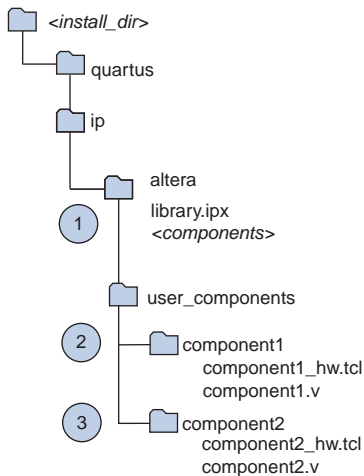 <install_dir>
quartus
ip
altera
library.ipx
<components>
1
user_components
2
component1
component1_hw.tcl
component1.v
3
component2
component2_hw.tcl
component2.v